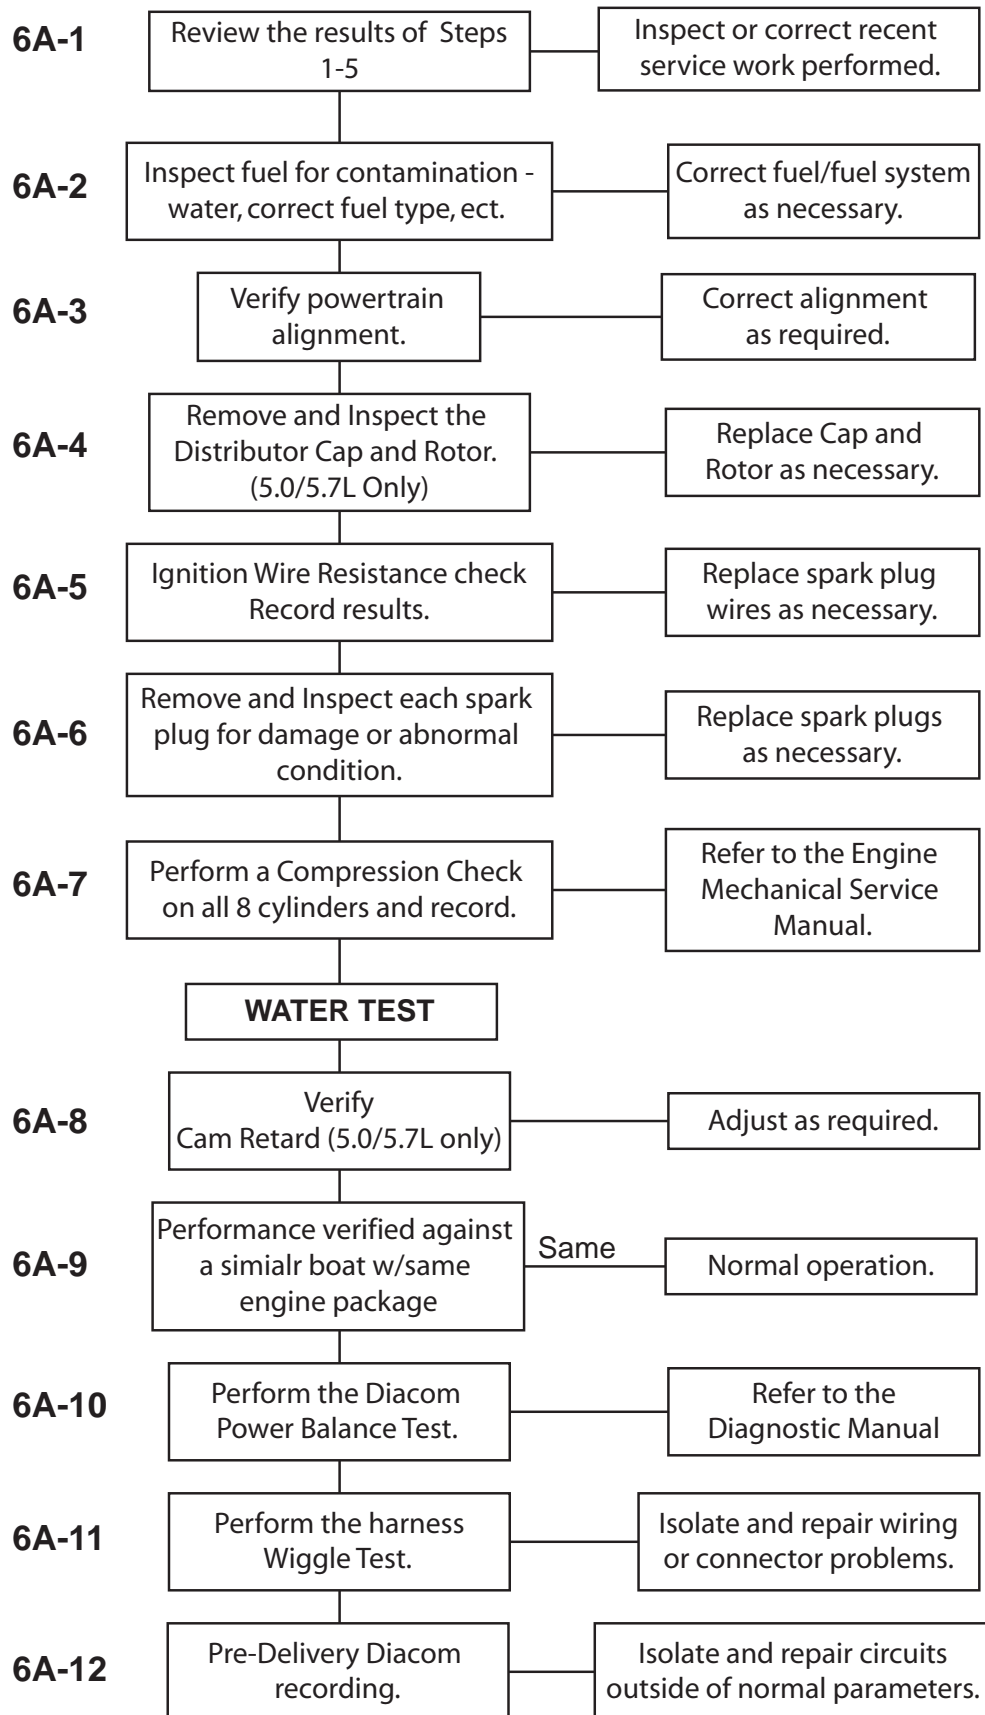 6A-1
Review the results of Steps
1-5
Inspect or correct recent
service work performed.
6A-2
Inspect fuel for contamination -
water, correct fuel type, ect.
Correct fuel/fuel system
as necessary.
6A-3
Verify powertrain
alignment.
Correct alignment
as required.
6A-4
Remove and Inspect the
Distributor Cap and Rotor.
(5.0/5.7L Only)
Replace Cap and
Rotor as necessary.
6A-5
Ignition Wire Resistance check
Record results.
Replace spark plug
wires as necessary.
6A-6
Remove and Inspect each spark
plug for damage or abnormal
condition.
Replace spark plugs
as necessary.
6A-7
Perform a Compression Check
on all 8 cylinders and record.
Refer to the Engine
Mechanical Service
Manual.
WATER TEST
6A-8
Verify
Cam Retard (5.0/5.7L only)
Adjust as required.
6A-9
Performance verified against
a simialr boat w/same
engine package
Same
Normal operation.
6A-10
Perform the Diacom
Power Balance Test.
Refer to the
Diagnostic Manual
6A-11
Perform the harness
Wiggle Test.
Isolate and repair wiring
or connector problems.
6A-12
Pre-Delivery Diacom
recording.
Isolate and repair circuits
outside of normal parameters.